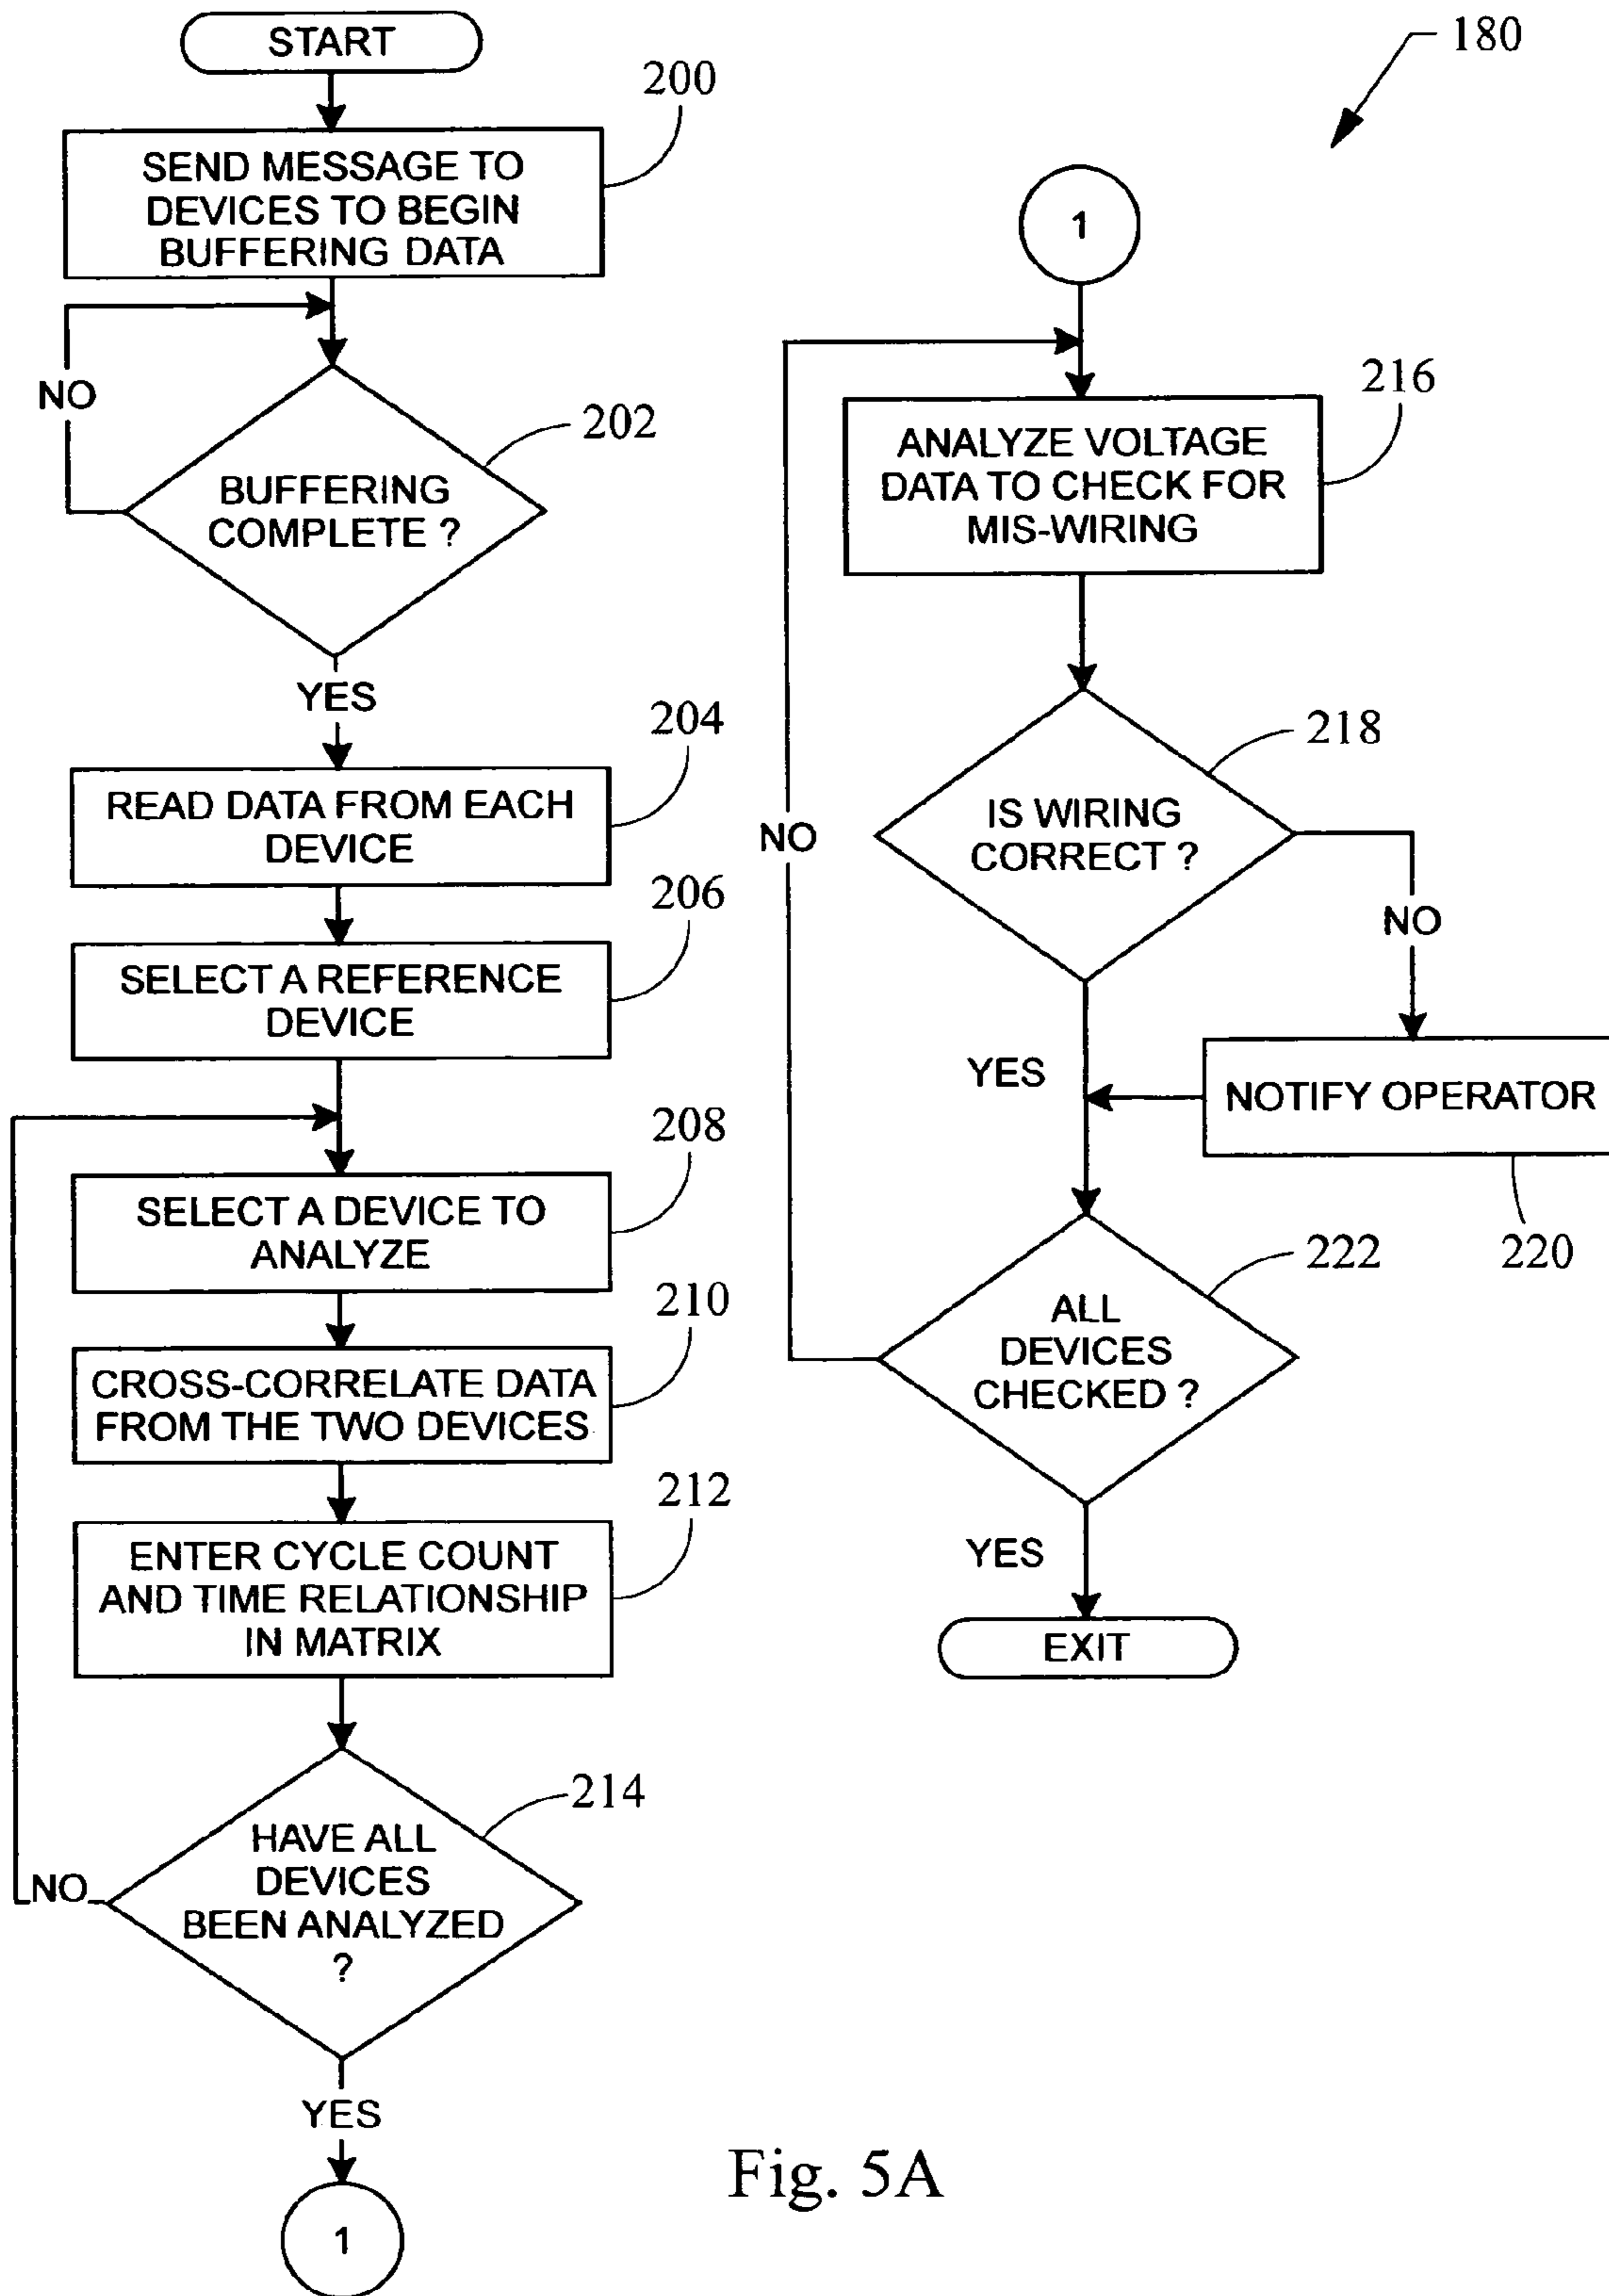 START
200
SEND MESSAGE TO
DEVICES TO BEGIN
BUFFERING DATA
NO
202
BUFFERING
COMPLETE ?
YES
204
READ DATA FROM EACH
DEVICE
206
SELECT A REFERENCE
DEVICE
208
SELECT A DEVICE TO
ANALYZE
210
CROSS-CORRELATE DATA
FROM THE TWO DEVICES
212
ENTER CYCLE COUNT
AND TIME RELATIONSHIP
IN MATRIX
214
HAVE ALL
DEVICES
BEEN ANALYZED
?
NO
YES
1
180
1
216
ANALYZE VOLTAGE
DATA TO CHECK FOR
MIS-WIRING
218
IS WIRING
CORRECT ?
NO
NO
YES
NOTIFY OPERATOR
220
222
ALL
DEVICES
CHECKED ?
YES
EXIT
Fig. 5A